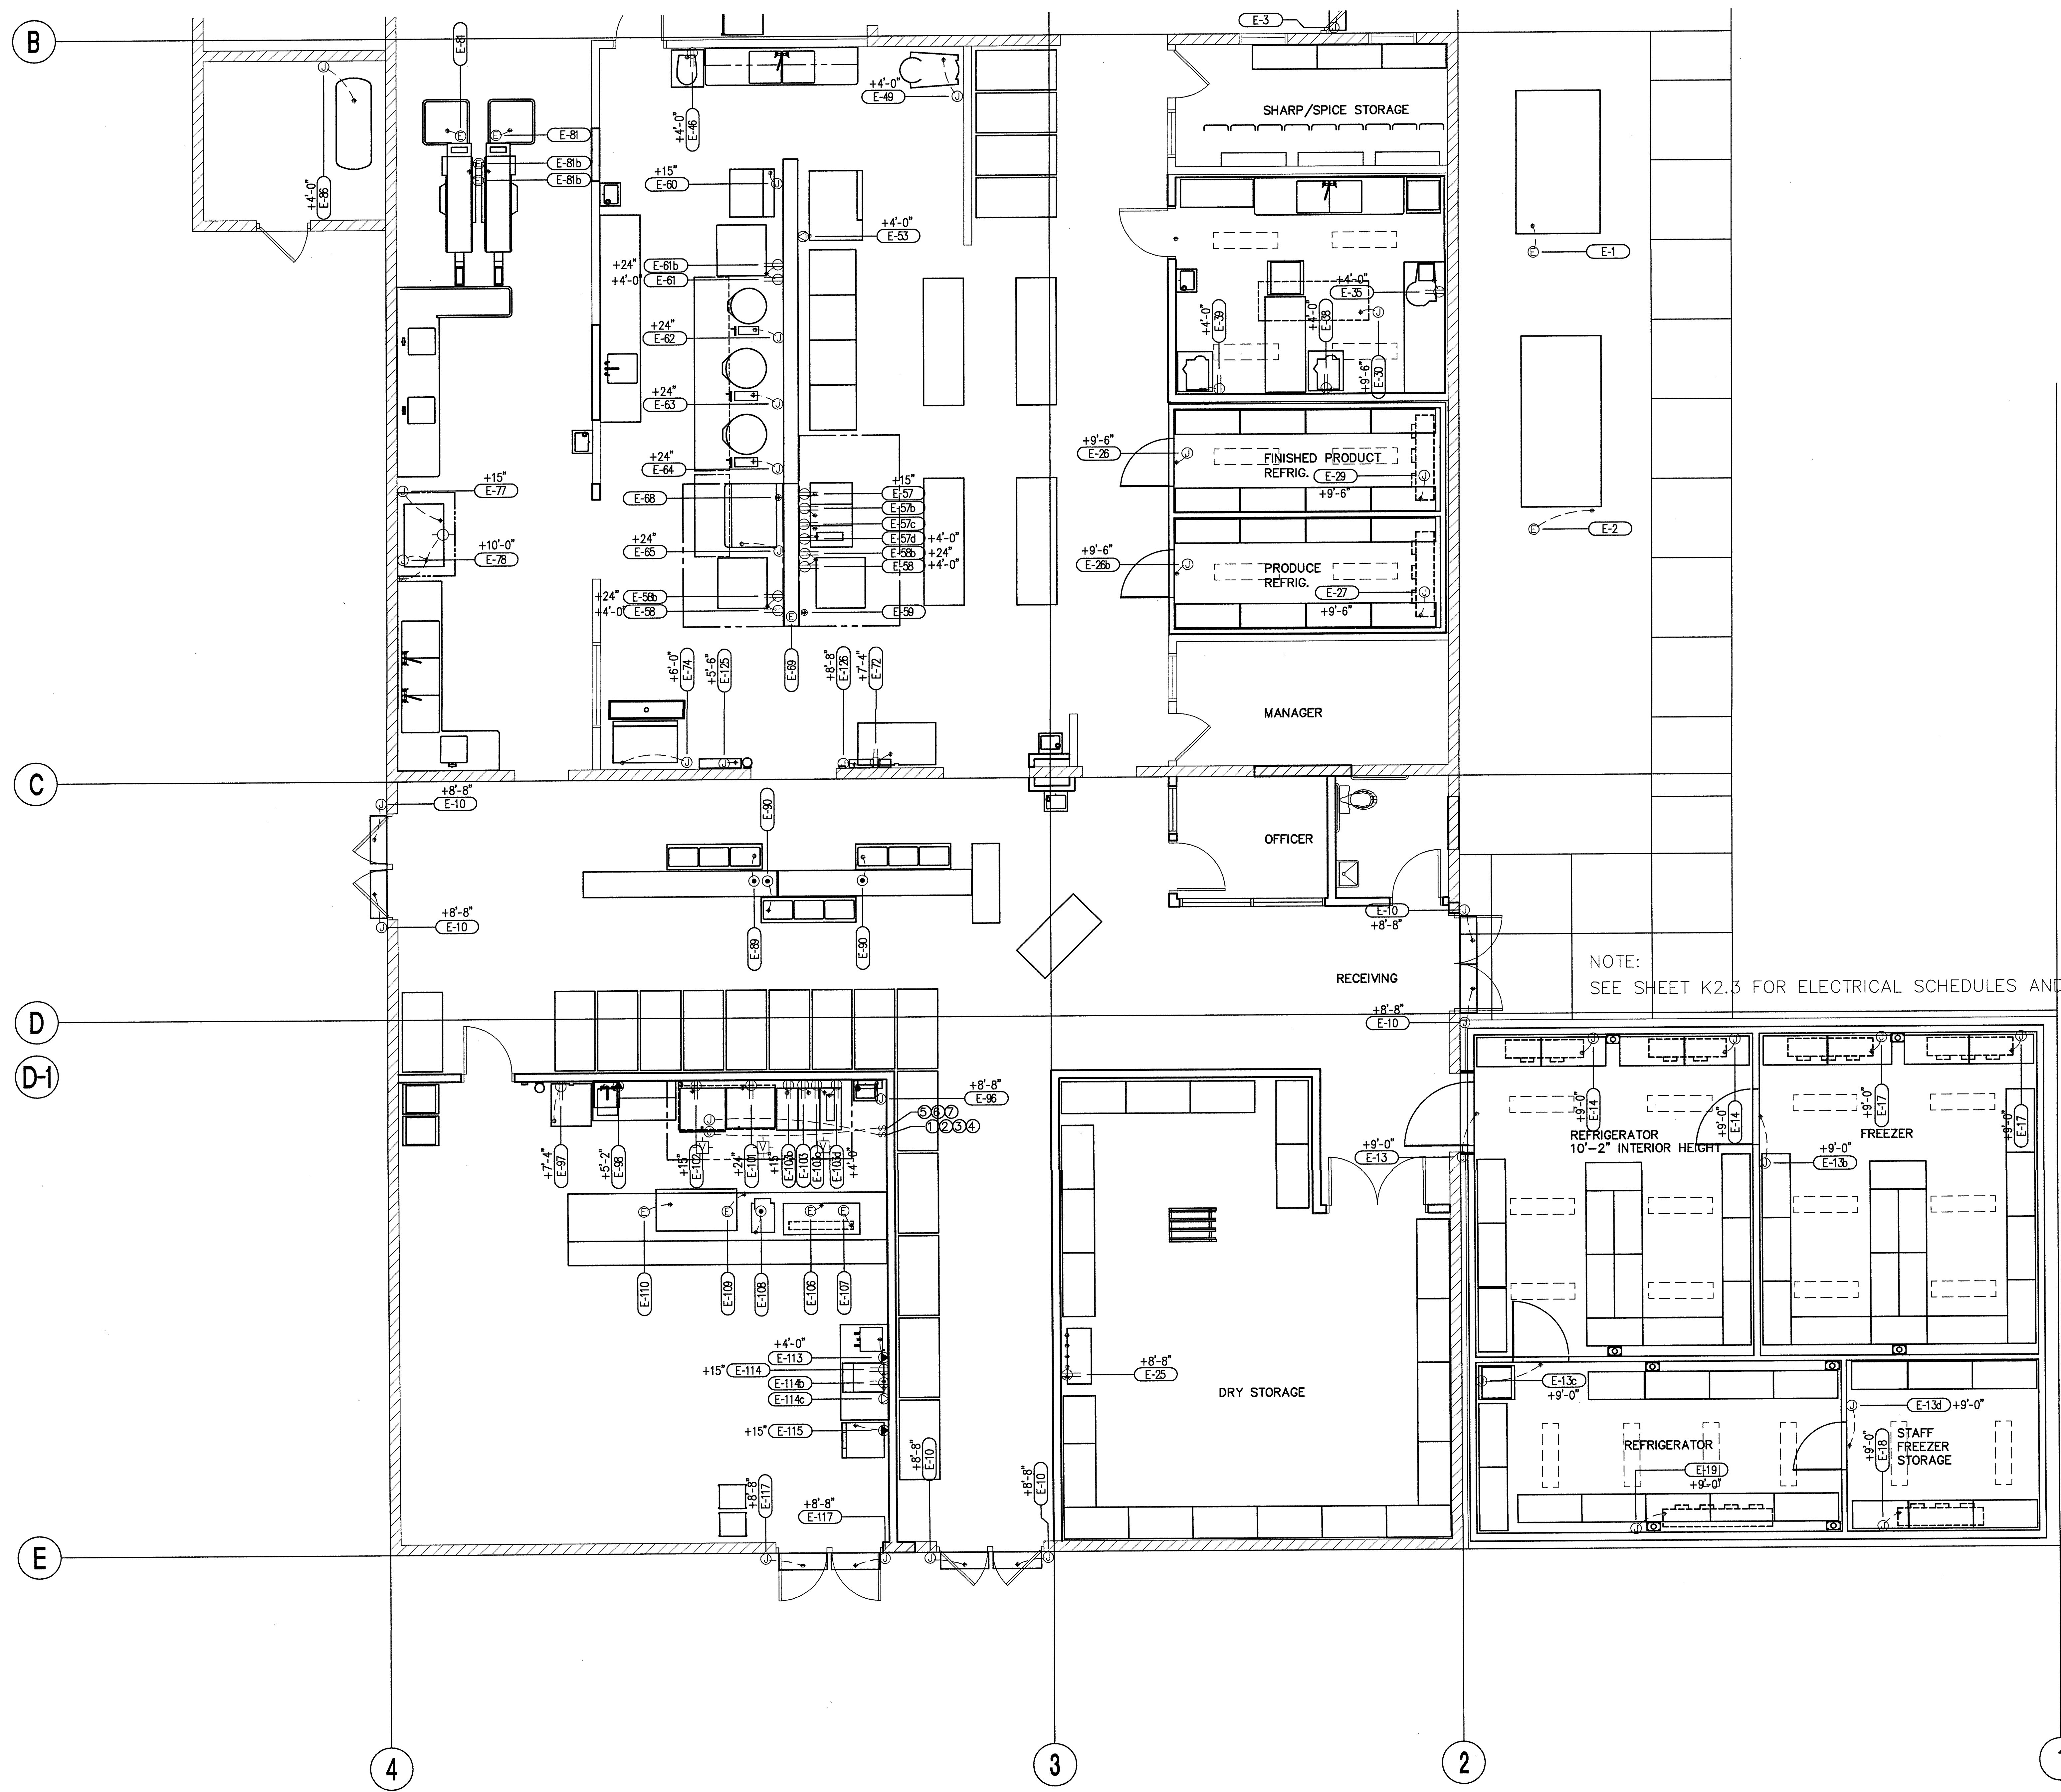 B
E-81
E-3
+4'-0"
E-49
+4'-0"
E-46
SHARP/SPICE STORAGE
E-81
E-81b
E-81b
+4'-0"
E-86
+15"
E-60
+4'-0"
E-53
E-1
+24"
E-61b
+4'-0"
E-61
+4'-0"
E-35
+4'-0"
E-39
+4'-0"
E-38
+24"
E-62
+9'-6"
E-30
+24"
E-63
+24"
E-64
+9'-6"
E-26
FINISHED PRODUCT
REFRIG.
E-29
+9'-6"
+15"
E-77
E-68
+15"
E-57
E-57b
E-57c
E-57d
+4'-0"
E-58b
+24"
E-58
+4'-0"
E-2
+10'-0"
E-78
+24"
E-65
+9'-6"
E-26b
PRODUCE
REFRIG.
E-27
+9'-6"
+24"
E-58b
+4'-0"
E-58
E-59
+6'-0"
E-74
+5'-6"
E-125
E-69
+8'-8"
E-126
+7'-4"
E-72
MANAGER
C
+8'-8"
E-10
E-90
OFFICER
+8'-8"
E-10
E-89
E-90
E-10
+8'-8"
RECEIVING
NOTE:
SEE SHEET K2.3 FOR ELECTRICAL SCHEDULES AND
D
+8'-8"
E-10
D-1
+8'-8"
E-96
5 6 7
1 2 3 4
+9'-0"
E-14
+9'-0"
E-14
+9'-0"
E-17
+9'-0"
E-17
REFRIGERATOR
10'-2" INTERIOR HEIGHT
FREEZER
+9'-0"
E-13
+9'-0"
E-13b
+7'-4"
E-97
+5'-2"
E-98
+15"
E-102
+24"
E-101
+15"
E-103b
E-103
E-103c
E-103d
+4'-0"
E-110
E-109
E-108
E-106
E-107
+4'-0"
E-113
+15"
E-114
E-114b
E-114c
+15"
E-115
+8'-8"
E-25
DRY STORAGE
E-13c
+9'-0"
E-13d
+9'-0"
REFRIGERATOR
+9'-0"
E-18
STAFF
FREEZER
STORAGE
E-19
+9'-0"
+8'-8"
E-117
+8'-8"
E-117
+8'-8"
E-10
+8'-8"
E-10
E
4
3
2